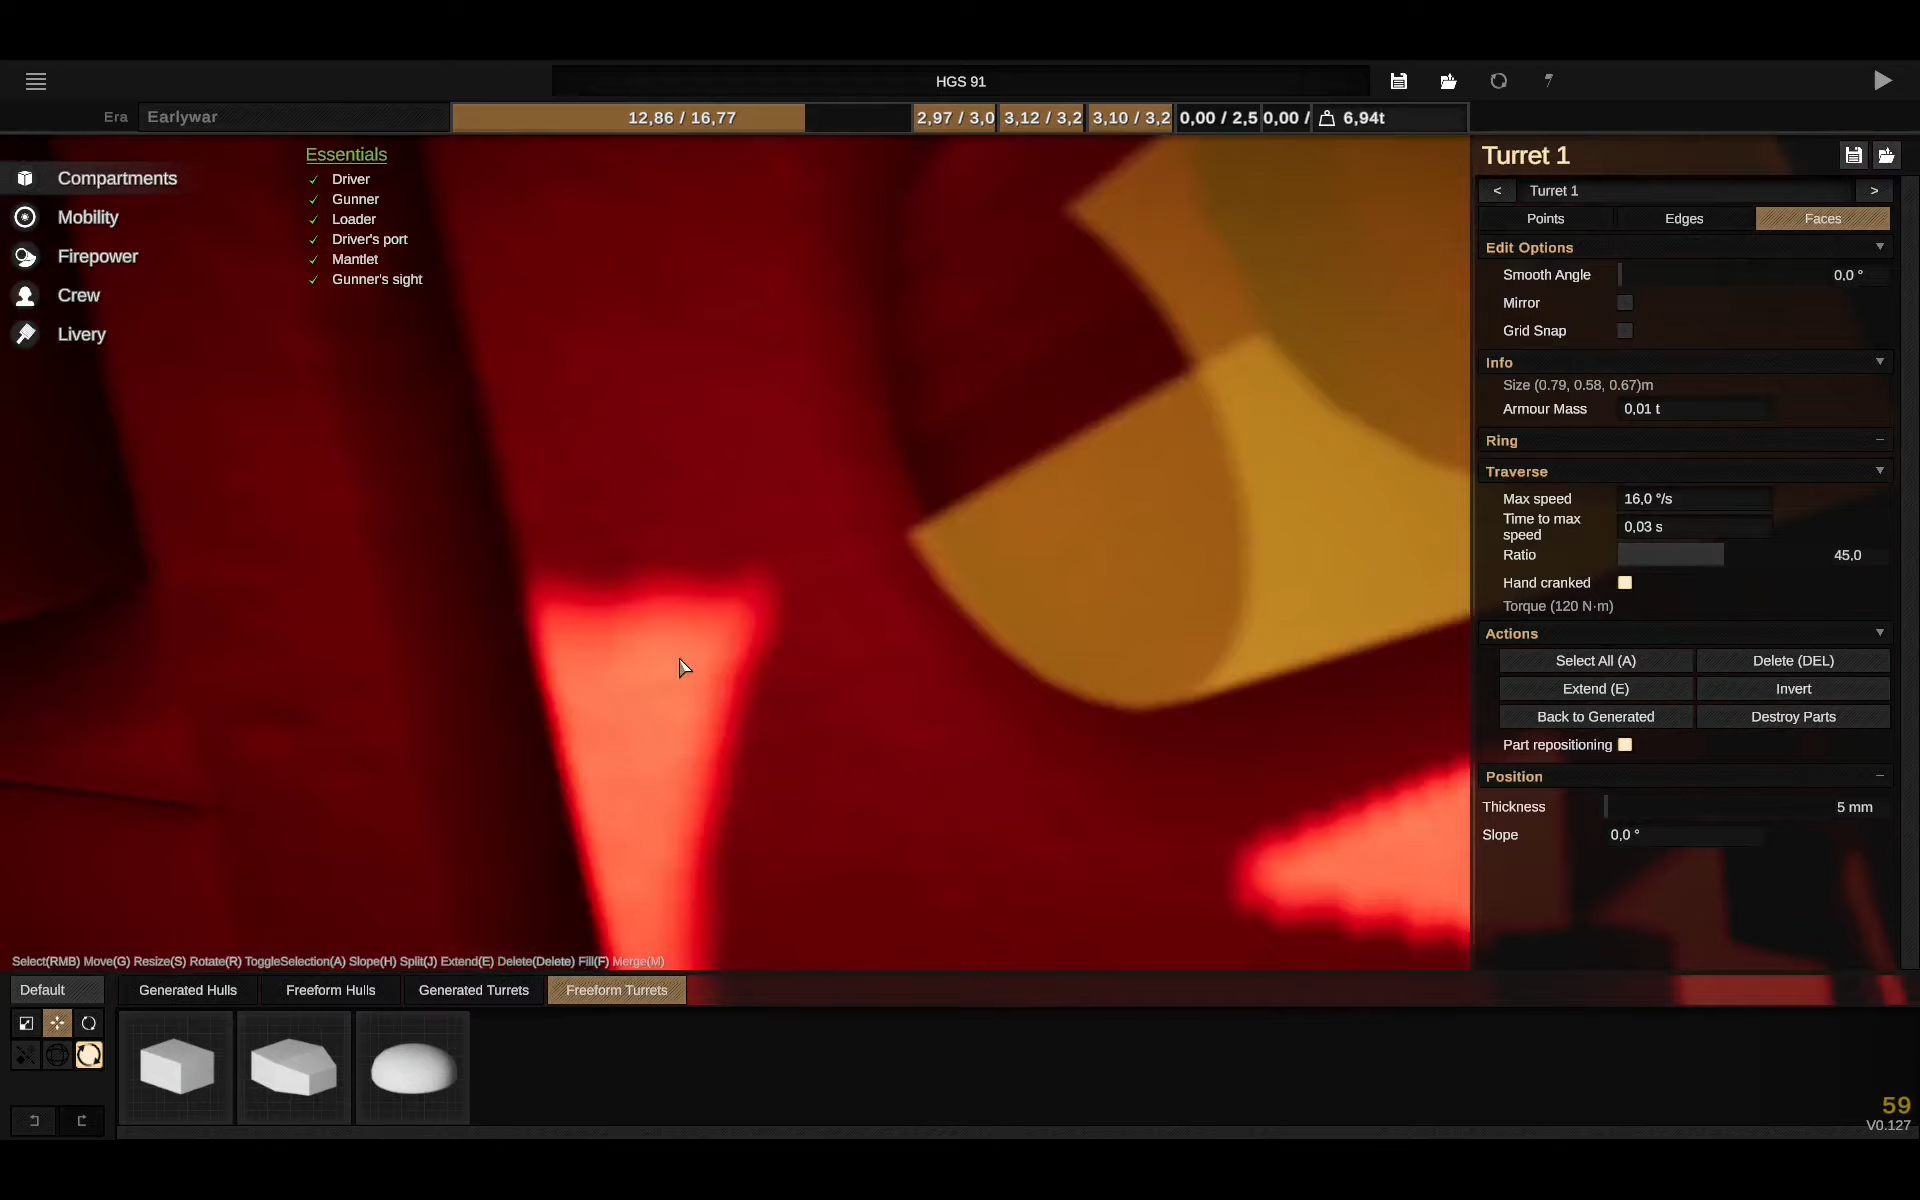 HGS 91
Era Earlywar 12,86 / 16,77 2,97 / 3,0 3,12 / 3,2 3,10 / 3,2 0,00 / 2,5 0,00 / 6,94t
Compartments
Mobility
Firepower
Crew
Livery
Essentials
✓ Driver
✓ Gunner
✓ Loader
✓ Driver's port
✓ Mantlet
✓ Gunner's sight
Turret 1
< Turret 1 >
Points Edges Faces
Edit Options
Smooth Angle 0,0 °
Mirror
Grid Snap
Info
Size (0.79, 0.58, 0.67)m
Armour Mass 0,01 t
Ring
Traverse
Max speed 16,0 °/s
Time to max speed 0,03 s
Ratio 45,0
Hand cranked
Torque (120 N·m)
Actions
Select All (A) Delete (DEL)
Extend (E) Invert
Back to Generated Destroy Parts
Part repositioning
Position
Thickness 5 mm
Slope 0,0 °
Select(RMB) Move(G) Resize(S) Rotate(R) ToggleSelection(A) Slope(H) Split(J) Extend(E) Delete(Delete) Fill(F) Merge(M)
Default Generated Hulls Freeform Hulls Generated Turrets Freeform Turrets
59
V0.127